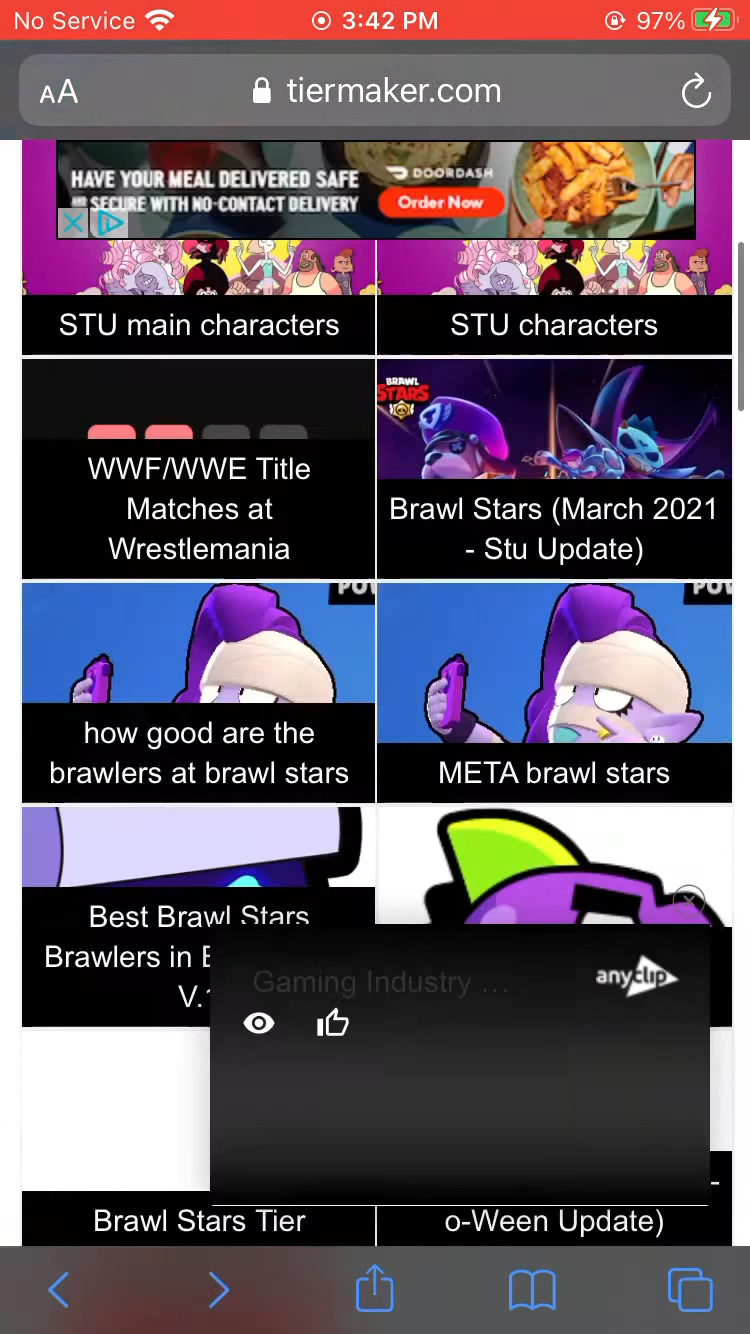 No Service 3:42 PM 97%
AA tiermaker.com
HAVE YOUR MEAL DELIVERED SAFE
AND SECURE WITH NO-CONTACT DELIVERY
DOORDASH
Order Now
STU main characters
STU characters
WWF/WWE Title
Matches at
Wrestlemania
BRAWL
STARS
Brawl Stars (March 2021
- Stu Update)
how good are the
brawlers at brawl stars
META brawl stars
Best Brawl Stars
Brawlers in
V.
Gaming Industry ...
anyclip
Brawl Stars Tier
o-Ween Update)